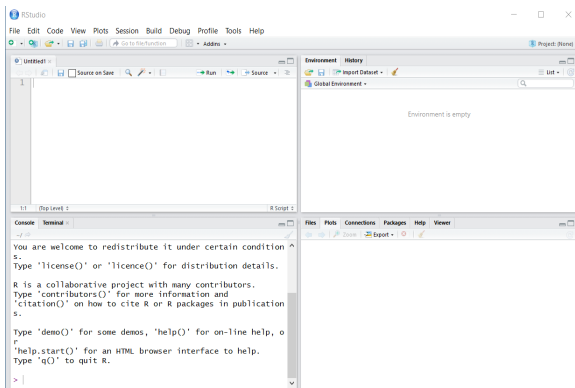 RStudio
File Edit Code View Plots Session Build Debug Profile Tools Help
Go to file/function Addins Project: (None)
Untitled1
Source on Save Run Source
1
1:1 (Top Level) R Script
Console Terminal
~/
You are welcome to redistribute it under certain condition
s.
Type 'license()' or 'licence()' for distribution details.
R is a collaborative project with many contributors.
Type 'contributors()' for more information and
'citation()' on how to cite R or R packages in publication
s.
Type 'demo()' for some demos, 'help()' for on-line help, o
r
'help.start()' for an HTML browser interface to help.
Type 'q()' to quit R.
>
Environment History
Import Dataset List
Global Environment
Environment is empty
Files Plots Connections Packages Help Viewer
Zoom Export